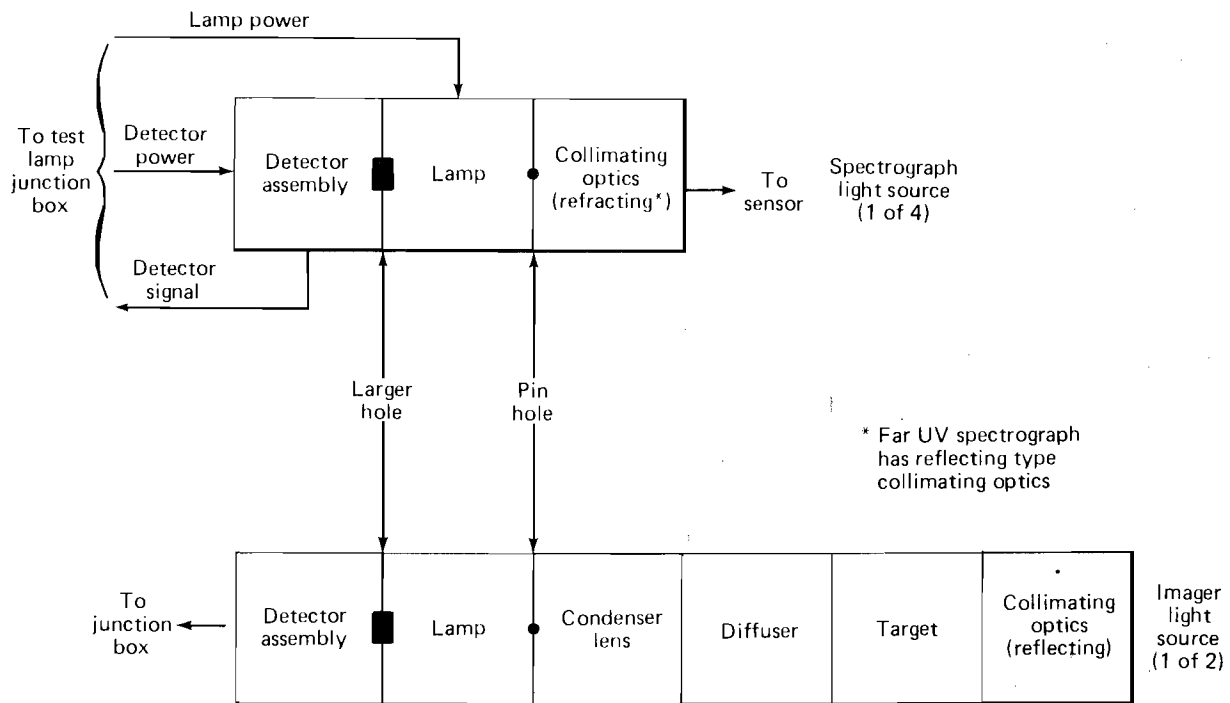 Lamp power
To test
lamp
junction
box
Detector
power
Detector
assembly
Lamp
Collimating
optics
(refracting*)
To
sensor
Spectrograph
light source
(1 of 4)
Detector
signal
Larger
hole
Pin
hole
* Far UV spectrograph
has reflecting type
collimating optics
To
junction
box
Detector
assembly
Lamp
Condenser
lens
Diffuser
Target
Collimating
optics
(reflecting)
Imager
light
source
(1 of 2)